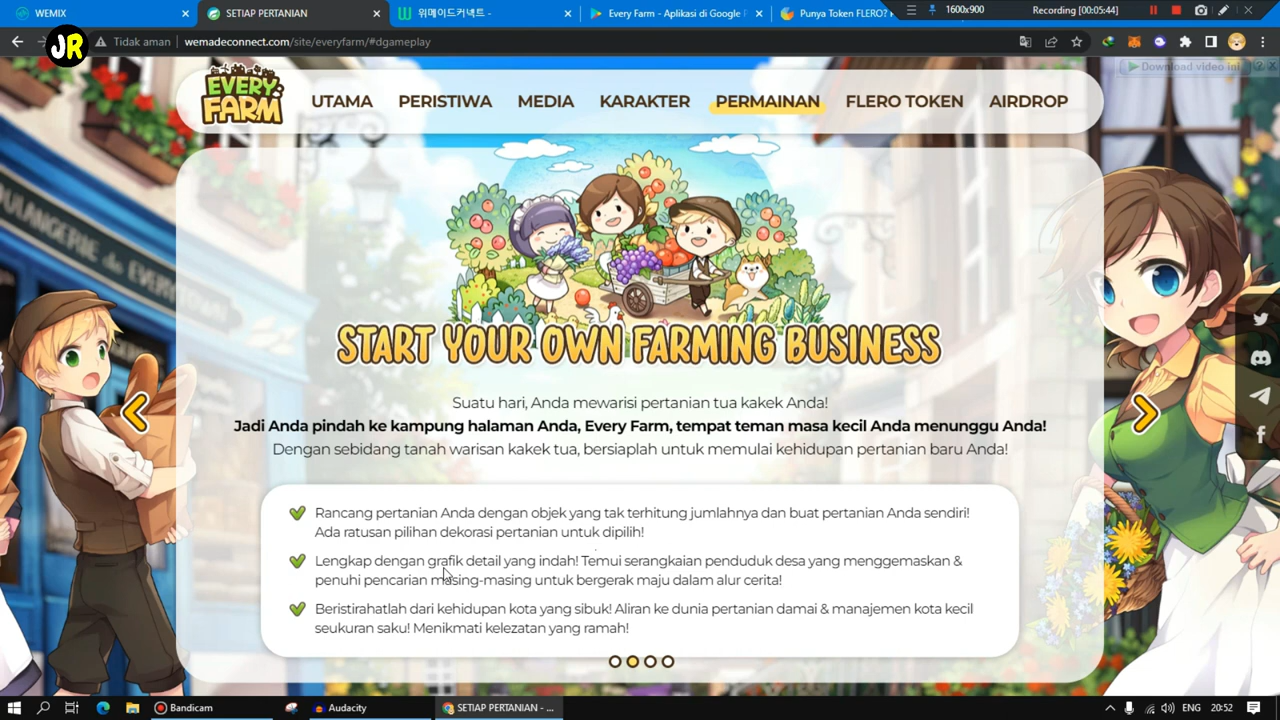 WEMIX
SETIAP PERTANIAN
위메이드커넥트 -
Every Farm - Aplikasi di Google P
Punya Token FLERO?
1600x900
Recording [00:05:44]
JR
Tidak aman
wemadeconnect.com/site/everyfarm/#dgameplay
Download video ini
EVERY FARM
UTAMA
PERISTIWA
MEDIA
KARAKTER
PERMAINAN
FLERO TOKEN
AIRDROP
BOULANGERIE de EVERY
START YOUR OWN FARMING BUSINESS
Suatu hari, Anda mewarisi pertanian tua kakek Anda!
Jadi Anda pindah ke kampung halaman Anda, Every Farm, tempat teman masa kecil Anda menunggu Anda!
Dengan sebidang tanah warisan kakek tua, bersiaplah untuk memulai kehidupan pertanian baru Anda!
Rancang pertanian Anda dengan objek yang tak terhitung jumlahnya dan buat pertanian Anda sendiri!
Ada ratusan pilihan dekorasi pertanian untuk dipilih!
Lengkap dengan grafik detail yang indah! Temui serangkaian penduduk desa yang menggemaskan &
penuhi pencarian masing-masing untuk bergerak maju dalam alur cerita!
Beristirahatlah dari kehidupan kota yang sibuk! Aliran ke dunia pertanian damai & manajemen kota kecil
seukuran saku! Menikmati kelezatan yang ramah!
Bandicam
Audacity
SETIAP PERTANIAN - ...
ENG
20:52